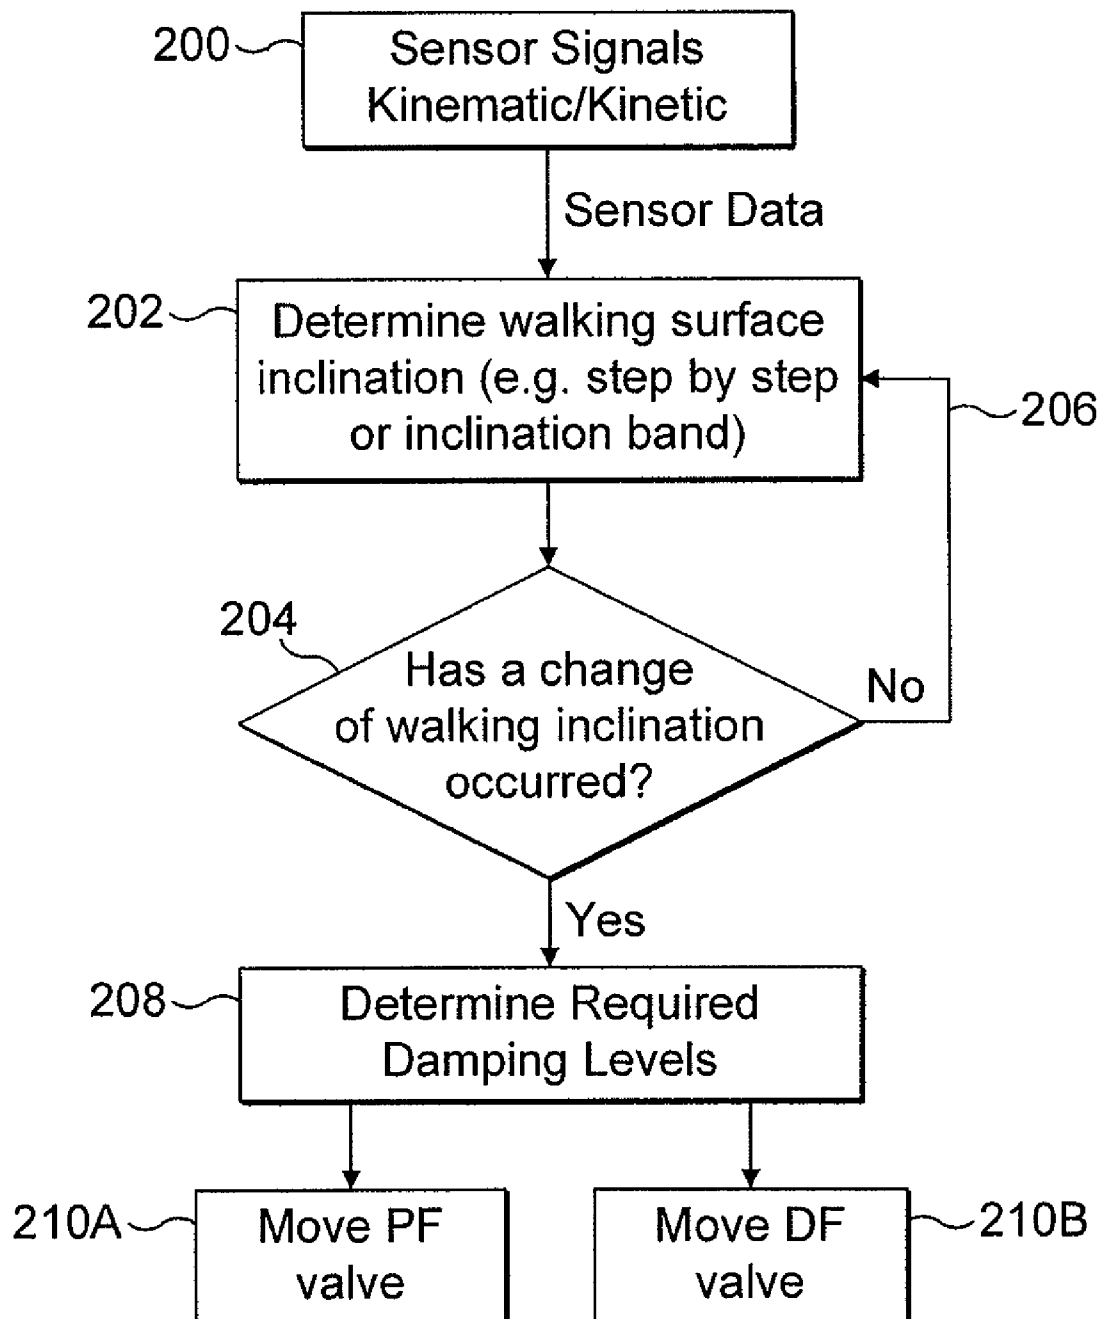 200
Sensor Signals
Kinematic/Kinetic
Sensor Data
202
Determine walking surface
inclination (e.g. step by step
or inclination band)
206
204
Has a change
of walking inclination
occurred?
No
Yes
208
Determine Required
Damping Levels
210A
Move PF
valve
Move DF
valve
210B